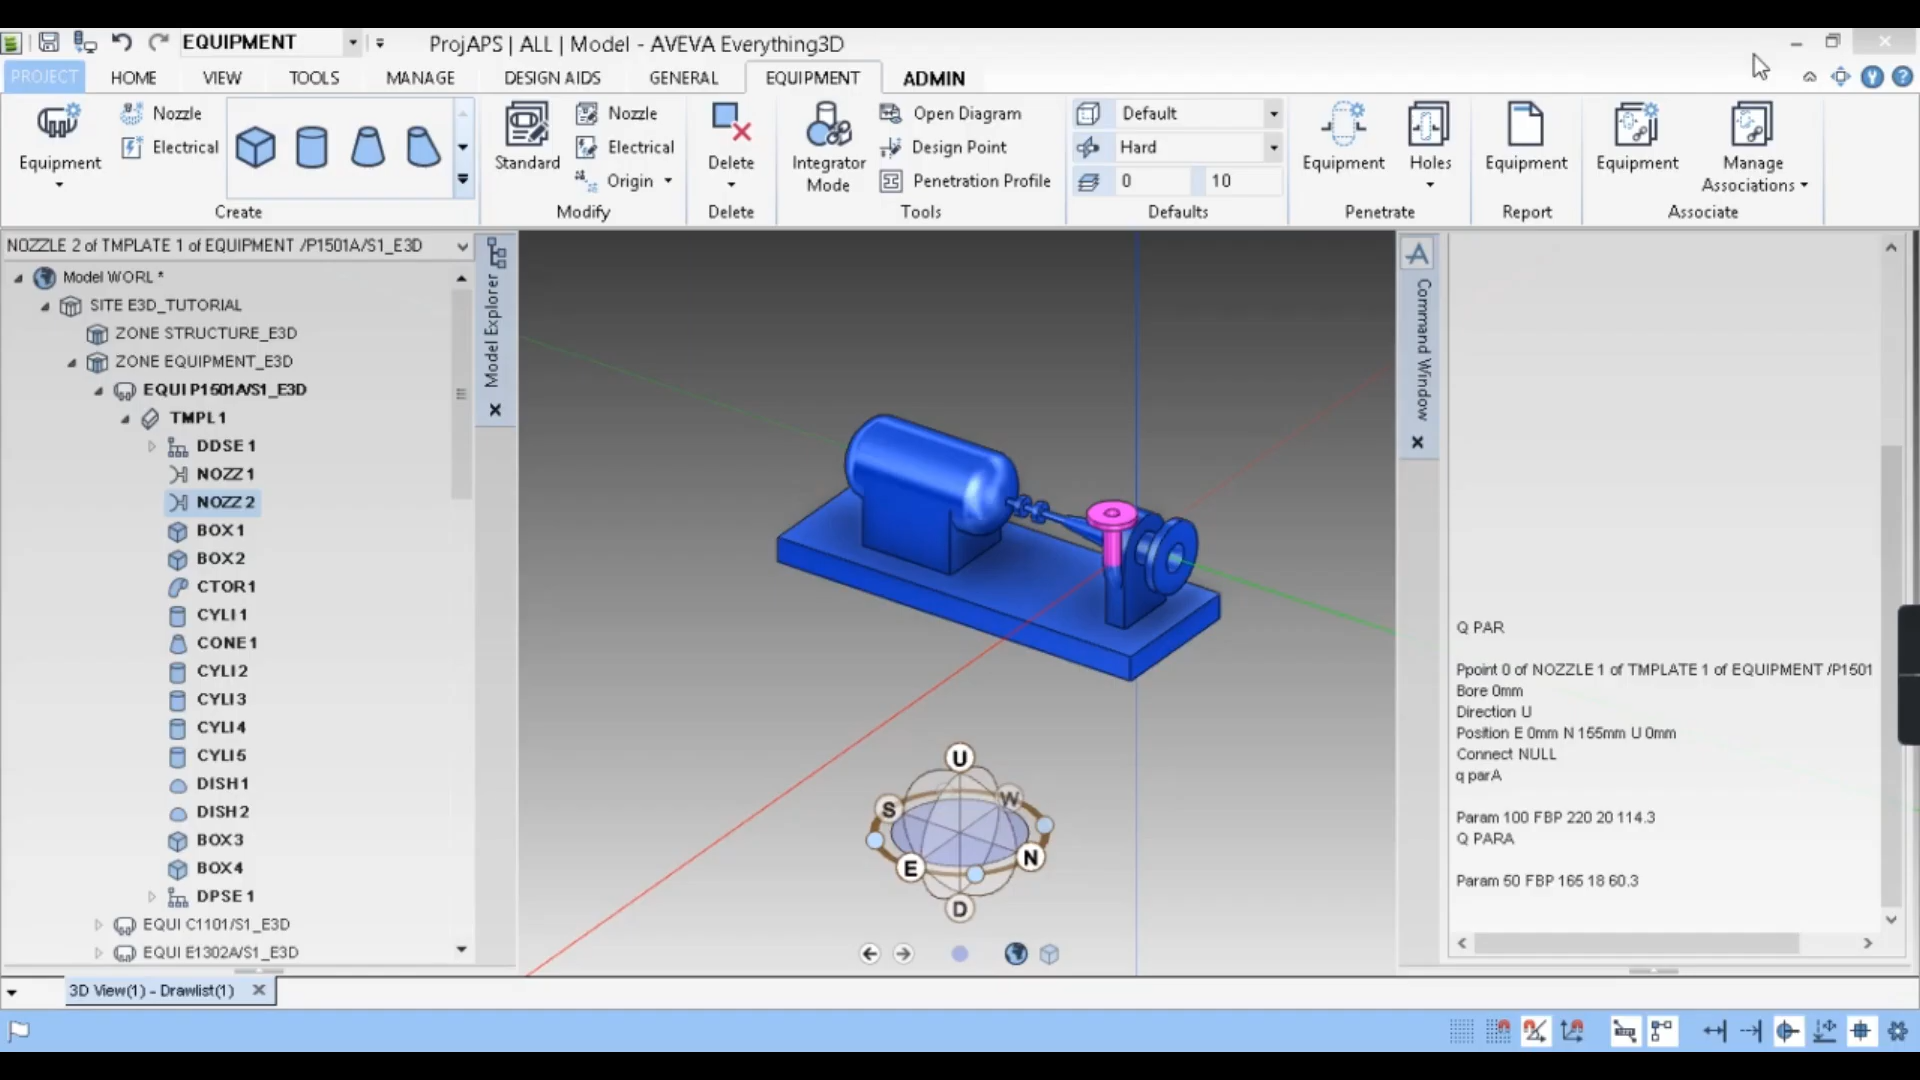 EQUIPMENT
ProjAPS | ALL | Model - AVEVA Everything3D
PROJECT
HOME
VIEW
TOOLS
MANAGE
DESIGN AIDS
GENERAL
EQUIPMENT
ADMIN
Equipment
Nozzle
Electrical
Create
Standard
Nozzle
Electrical
Origin
Modify
Delete
Delete
Integrator
Mode
Open Diagram
Design Point
Penetration Profile
Tools
Default
Hard
0
10
Defaults
Equipment
Holes
Penetrate
Equipment
Report
Equipment
Manage
Associations
Associate
NOZZLE 2 of TMPLATE 1 of EQUIPMENT /P1501A/S1_E3D
Model WORL *
SITE E3D_TUTORIAL
ZONE STRUCTURE_E3D
ZONE EQUIPMENT_E3D
EQUI P1501A/S1_E3D
TMPL 1
DDSE 1
NOZZ 1
NOZZ 2
BOX 1
BOX 2
CTOR 1
CYLI 1
CONE 1
CYLI 2
CYLI 3
CYLI 4
CYLI 5
DISH 1
DISH 2
BOX 3
BOX 4
DPSE 1
EQUI C1101/S1_E3D
EQUI E1302A/S1_E3D
Model Explorer
U
S
W
E
N
D
Command Window
Q PAR
Ppoint 0 of NOZZLE 1 of TMPLATE 1 of EQUIPMENT /P1501
Bore 0mm
Direction U
Position E 0mm N 155mm U 0mm
Connect NULL
q parA
Param 100 FBP 220 20 114.3
Q PARA
Param 50 FBP 165 18 60.3
3D View(1) - Drawlist(1)